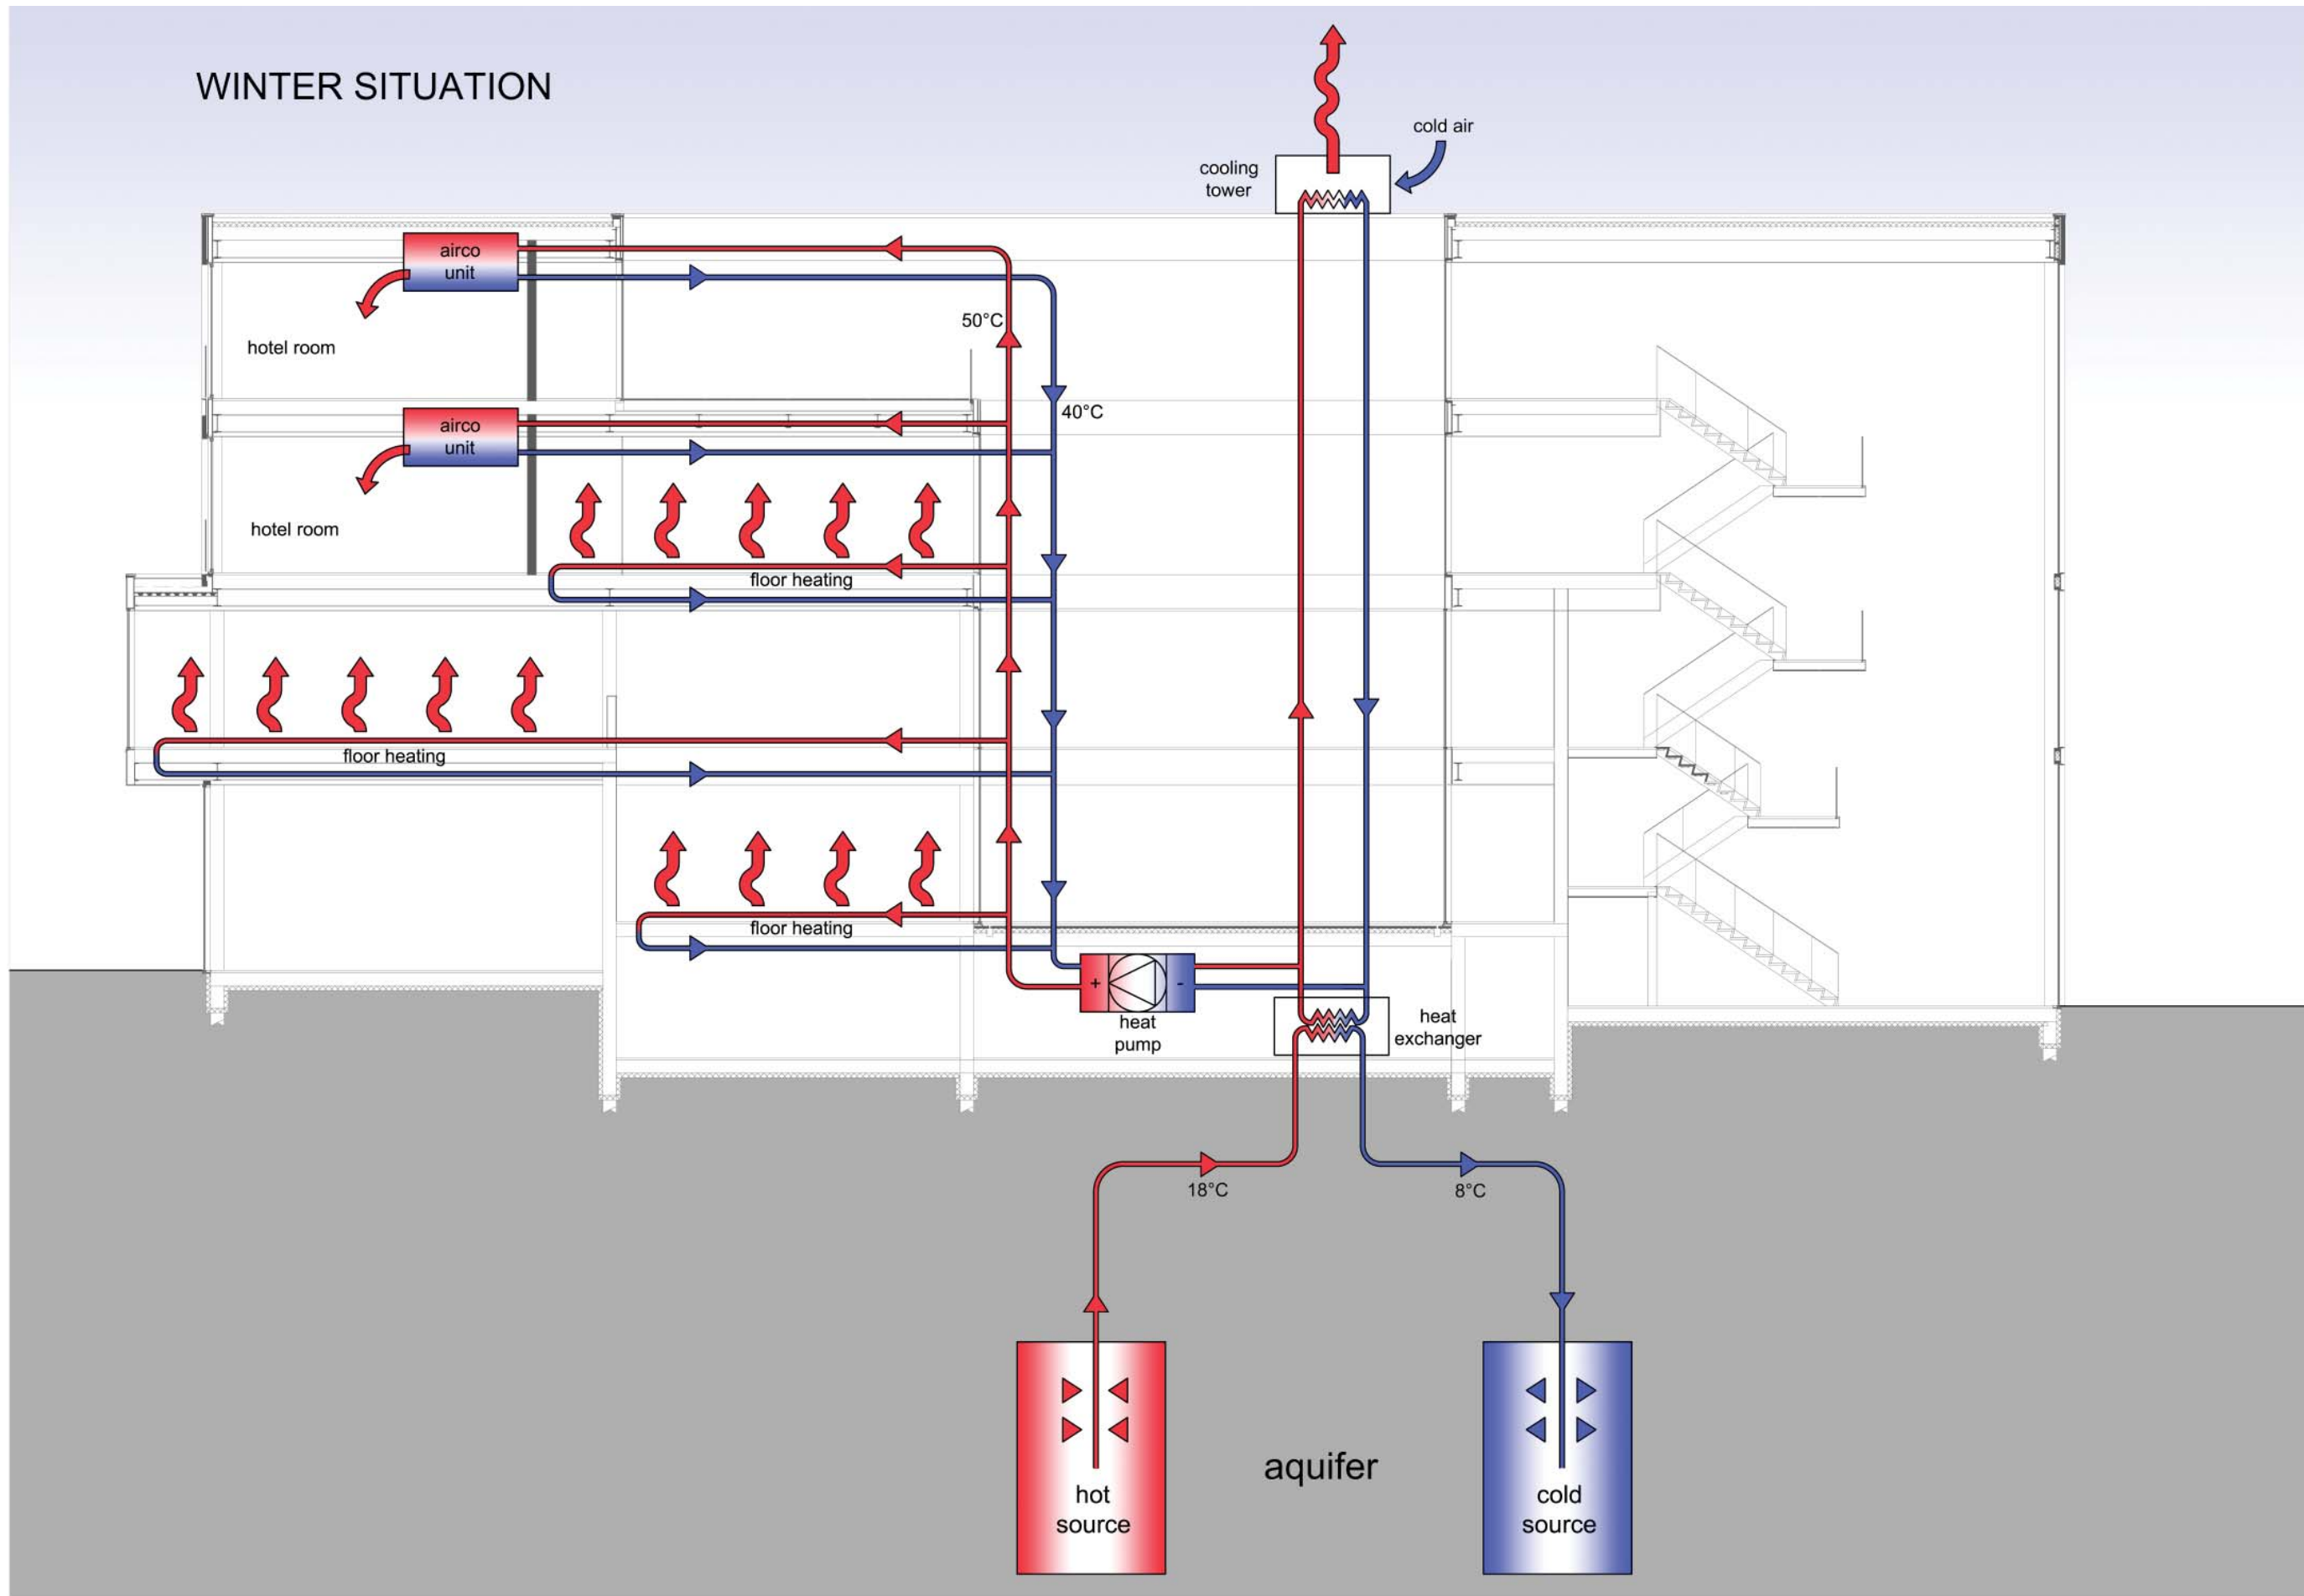 WINTER SITUATION
cold air
cooling
tower
airco
unit
50°C
hotel room
40°C
airco
unit
hotel room
floor heating
floor heating
floor heating
+
-
heat
pump
heat
exchanger
18°C
8°C
aquifer
hot
source
cold
source